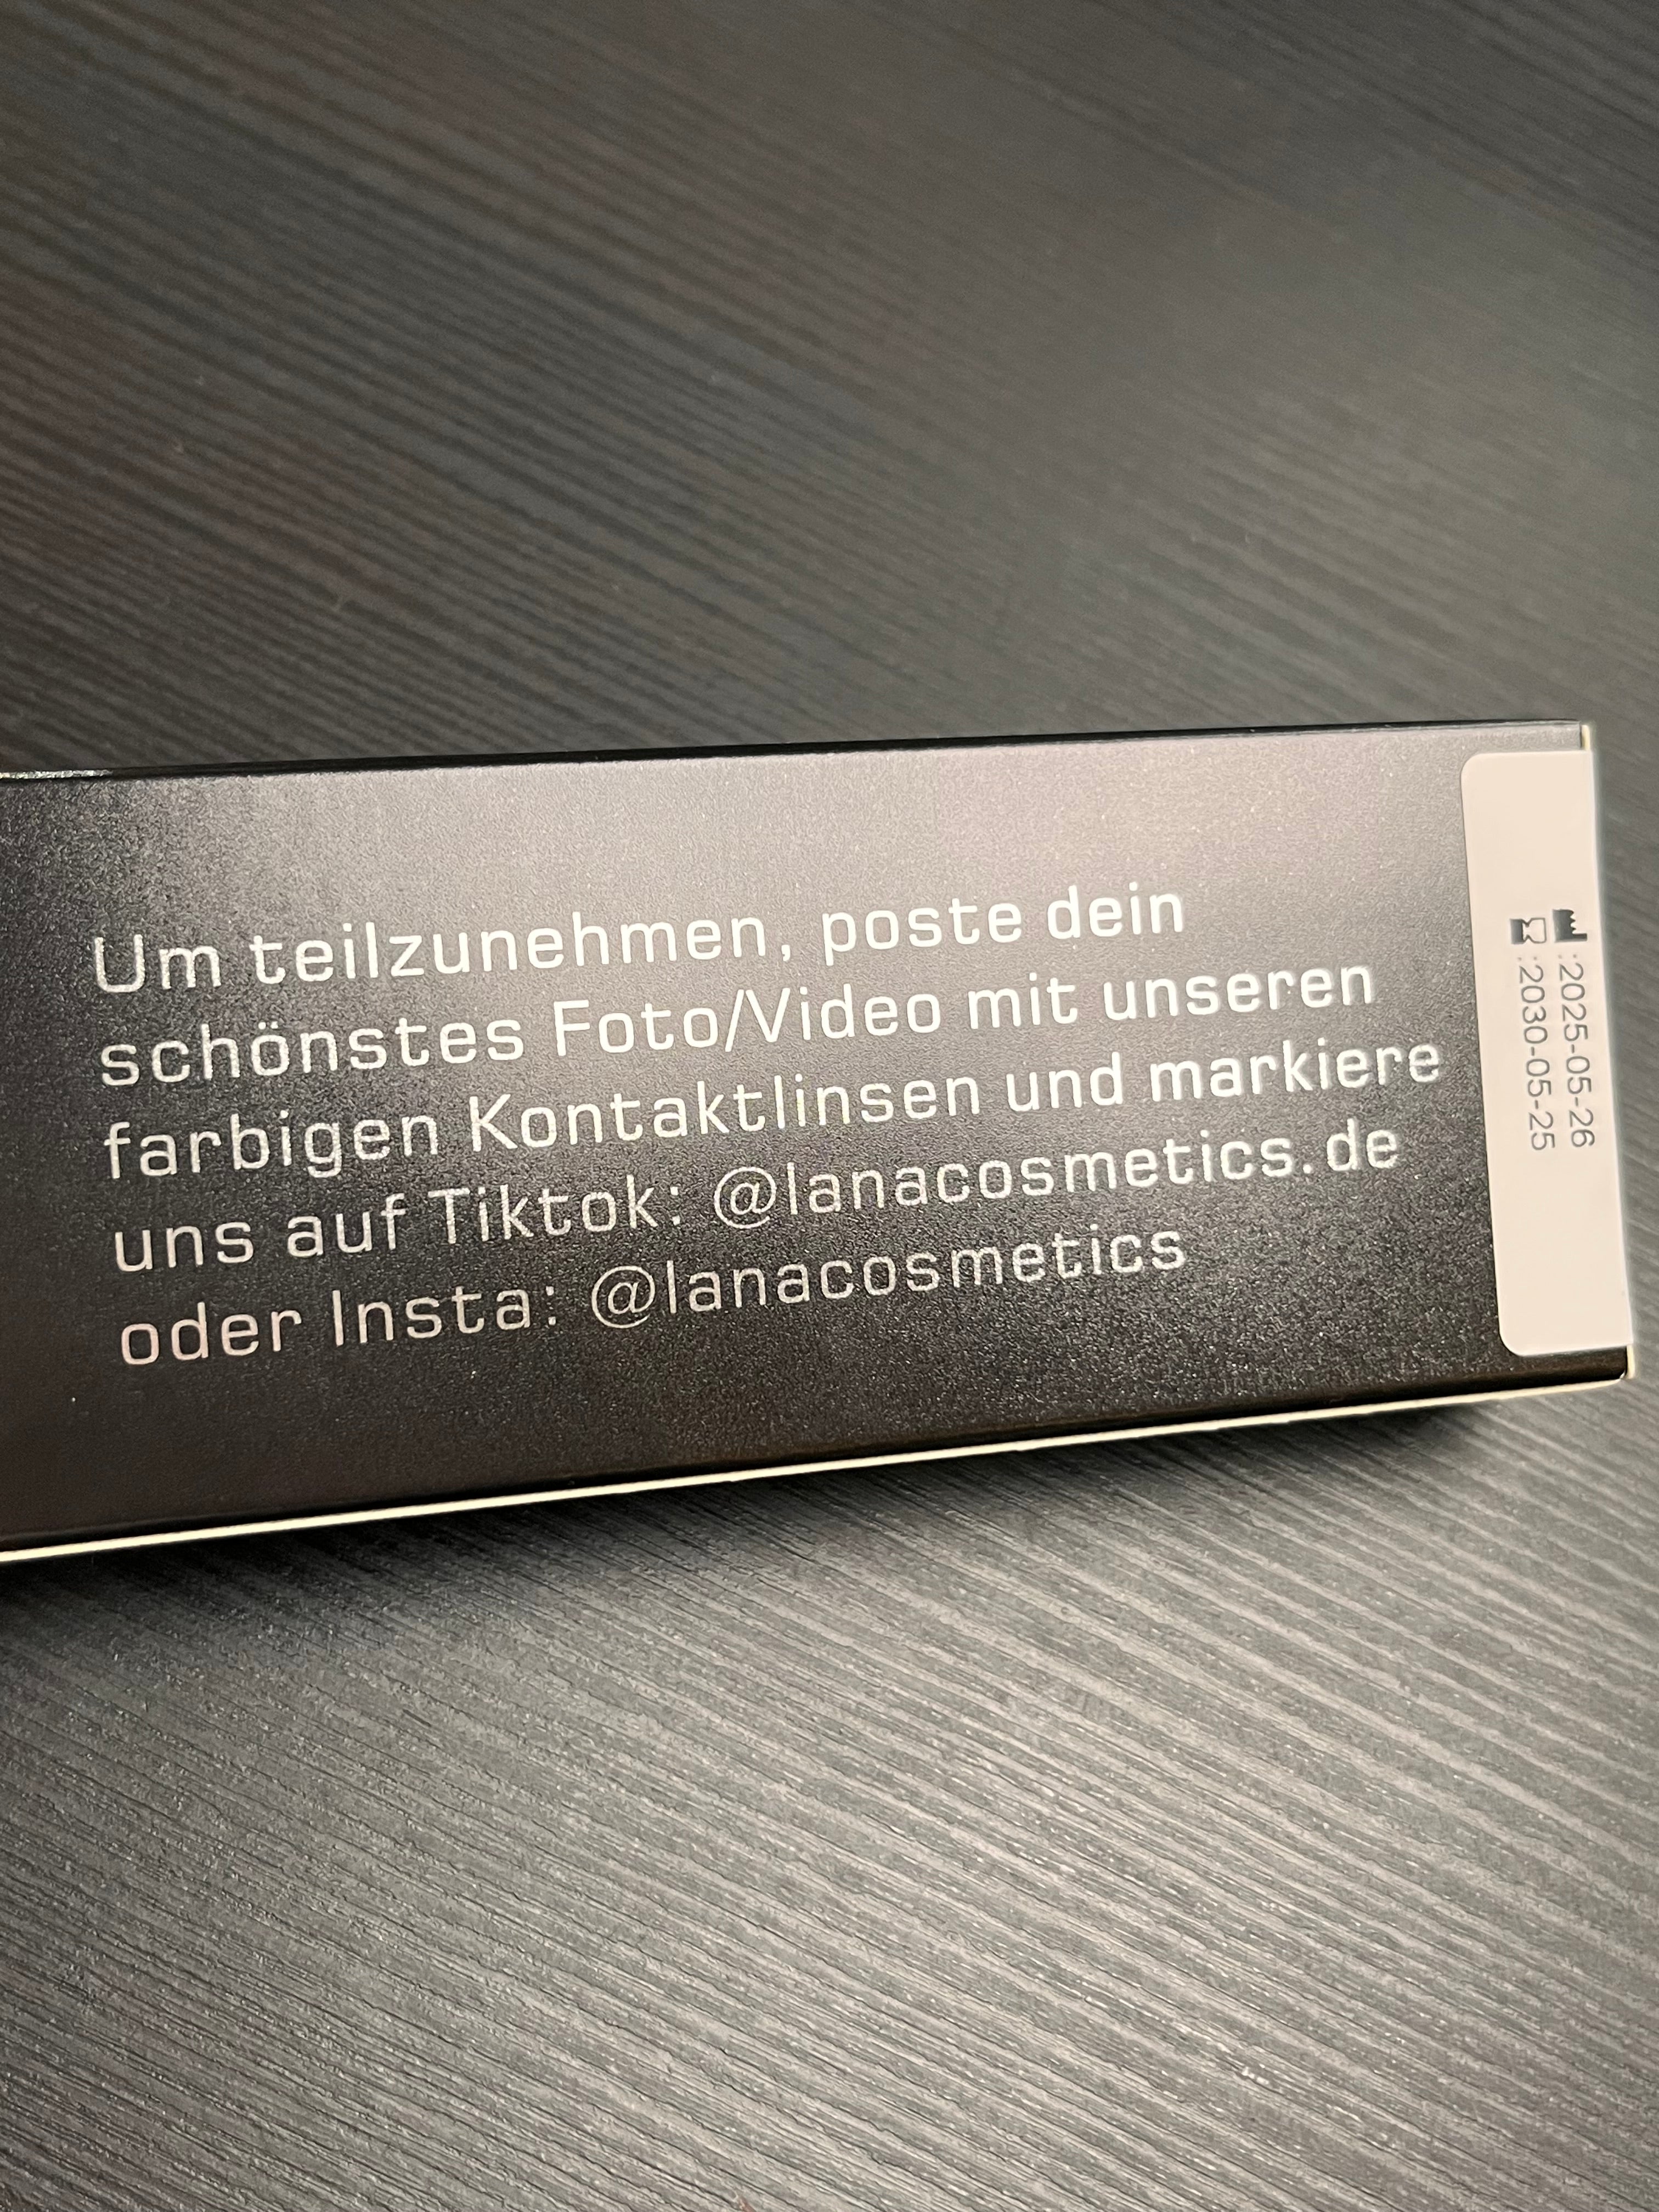 Um teilzunehmen, poste dein
schönstes Foto/Video mit unseren
farbigen Kontaktlinsen und markiere
uns auf Tiktok: @lanacosmetics.de
oder Insta: @lanacosmetics
:2025-05-26
:2030-05-25